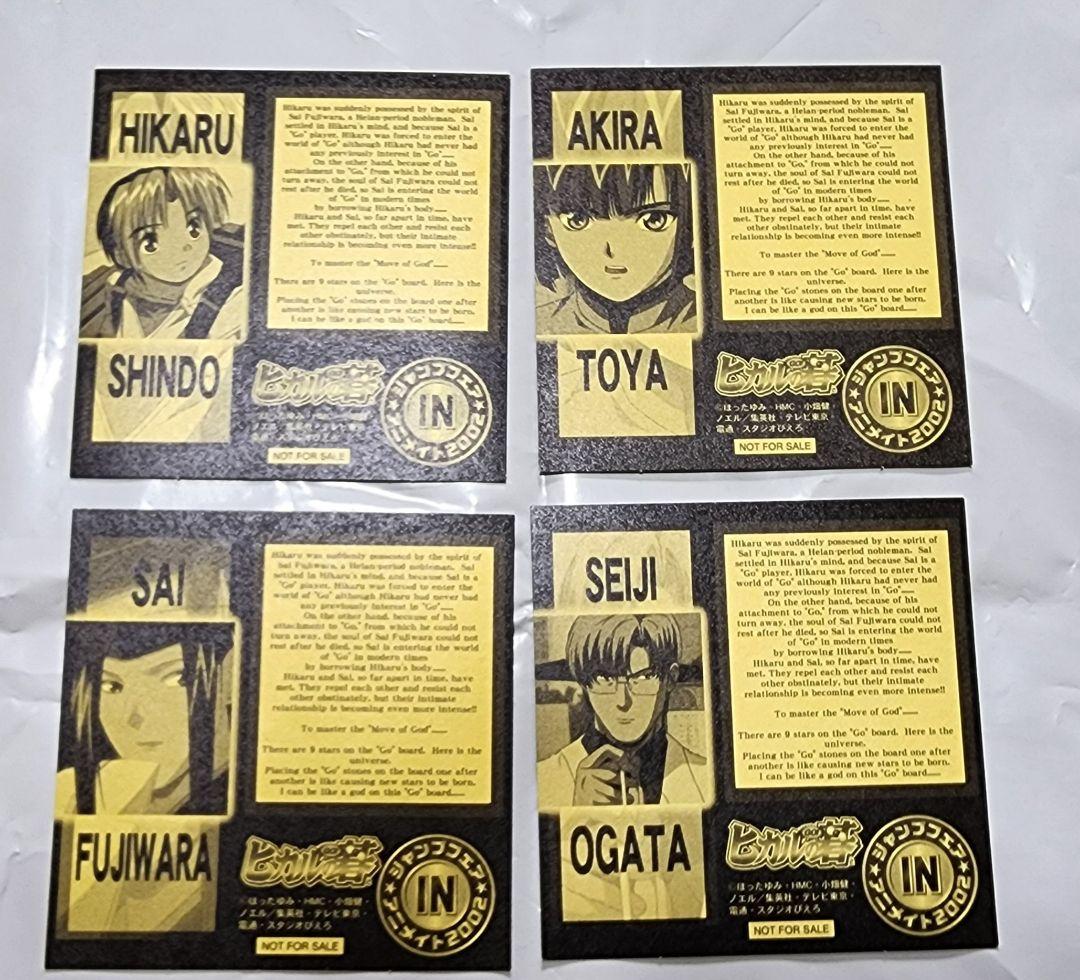 HIKARU
SHINDO
Hikaru was suddenly possessed by the spirit of
Sai Fujiwara, a Heian-period nobleman. Sai
settled in Hikaru's mind, and because Sai is a
"Go" player, Hikaru was forced to enter the
world of "Go" although Hikaru had never had
any previously interest in "Go"......
On the other hand, because of his
attachment to "Go," from which he could not
turn away, the soul of Sai Fujiwara could not
rest after he died, so Sai is entering the world
of "Go" in modern times
by borrowing Hikaru's body......
Hikaru and Sai, so far apart in time, have
met. They repel each other and resist each
other obstinately, but their intimate
relationship is becoming even more intense!!
To master the "Move of God"......
There are 9 stars on the "Go" board. Here is the
universe.
Placing the "Go" stones on the board one after
another is like causing new stars to be born.
I can be like a god on this "Go" board......
ヒカルの碁
©ほったゆみ・HMC・小畑健・
ノエル/集英社・テレビ東京・
電通・スタジオぴえろ
NOT FOR SALE
ジャンプフェア
IN
アニメイト2002
AKIRA
TOYA
Hikaru was suddenly possessed by the spirit of
Sai Fujiwara, a Heian-period nobleman. Sai
settled in Hikaru's mind, and because Sai is a
"Go" player, Hikaru was forced to enter the
world of "Go" although Hikaru had never had
any previously interest in "Go"......
On the other hand, because of his
attachment to "Go," from which he could not
turn away, the soul of Sai Fujiwara could not
rest after he died, so Sai is entering the world
of "Go" in modern times
by borrowing Hikaru's body......
Hikaru and Sai, so far apart in time, have
met. They repel each other and resist each
other obstinately, but their intimate
relationship is becoming even more intense!!
To master the "Move of God"......
There are 9 stars on the "Go" board. Here is the
universe.
Placing the "Go" stones on the board one after
another is like causing new stars to be born.
I can be like a god on this "Go" board......
ヒカルの碁
©ほったゆみ・HMC・小畑健
ノエル/集英社・テレビ東京
電通・スタジオぴえろ
NOT FOR SALE
ジャンプフェア
IN
アニメイト2002
SAI
FUJIWARA
Hikaru was suddenly possessed by the spirit of
Sai Fujiwara, a Heian-period nobleman. Sai
settled in Hikaru's mind, and because Sai is a
"Go" player, Hikaru was forced to enter the
world of "Go" although Hikaru had never had
any previously interest in "Go"......
On the other hand, because of his
attachment to "Go," from which he could not
turn away, the soul of Sai Fujiwara could not
rest after he died, so Sai is entering the world
of "Go" in modern times
by borrowing Hikaru's body......
Hikaru and Sai, so far apart in time, have
met. They repel each other and resist each
other obstinately, but their intimate
relationship is becoming even more intense!!
To master the "Move of God"......
There are 9 stars on the "Go" board. Here is the
universe.
Placing the "Go" stones on the board one after
another is like causing new stars to be born.
I can be like a god on this "Go" board......
ヒカルの碁
©ほったゆみ・HMC・小畑健・
ノエル/集英社・テレビ東京・
電通・スタジオぴえろ
NOT FOR SALE
ジャンプフェア
IN
アニメイト2002
SEIJI
OGATA
Hikaru was suddenly possessed by the spirit of
Sai Fujiwara, a Heian-period nobleman. Sai
settled in Hikaru's mind, and because Sai is a
"Go" player, Hikaru was forced to enter the
world of "Go" although Hikaru had never had
any previously interest in "Go"......
On the other hand, because of his
attachment to "Go," from which he could not
turn away, the soul of Sai Fujiwara could not
rest after he died, so Sai is entering the world
of "Go" in modern times
by borrowing Hikaru's body......
Hikaru and Sai, so far apart in time, have
met. They repel each other and resist each
other obstinately, but their intimate
relationship is becoming even more intense!!
To master the "Move of God"......
There are 9 stars on the "Go" board. Here is the
universe.
Placing the "Go" stones on the board one after
another is like causing new stars to be born.
I can be like a god on this "Go" board......
ヒカルの碁
©ほったゆみ・HMC・小畑健・
ノエル/集英社・テレビ東京・
電通・スタジオぴえろ
NOT FOR SALE
ジャンプフェア
IN
アニメイト2002